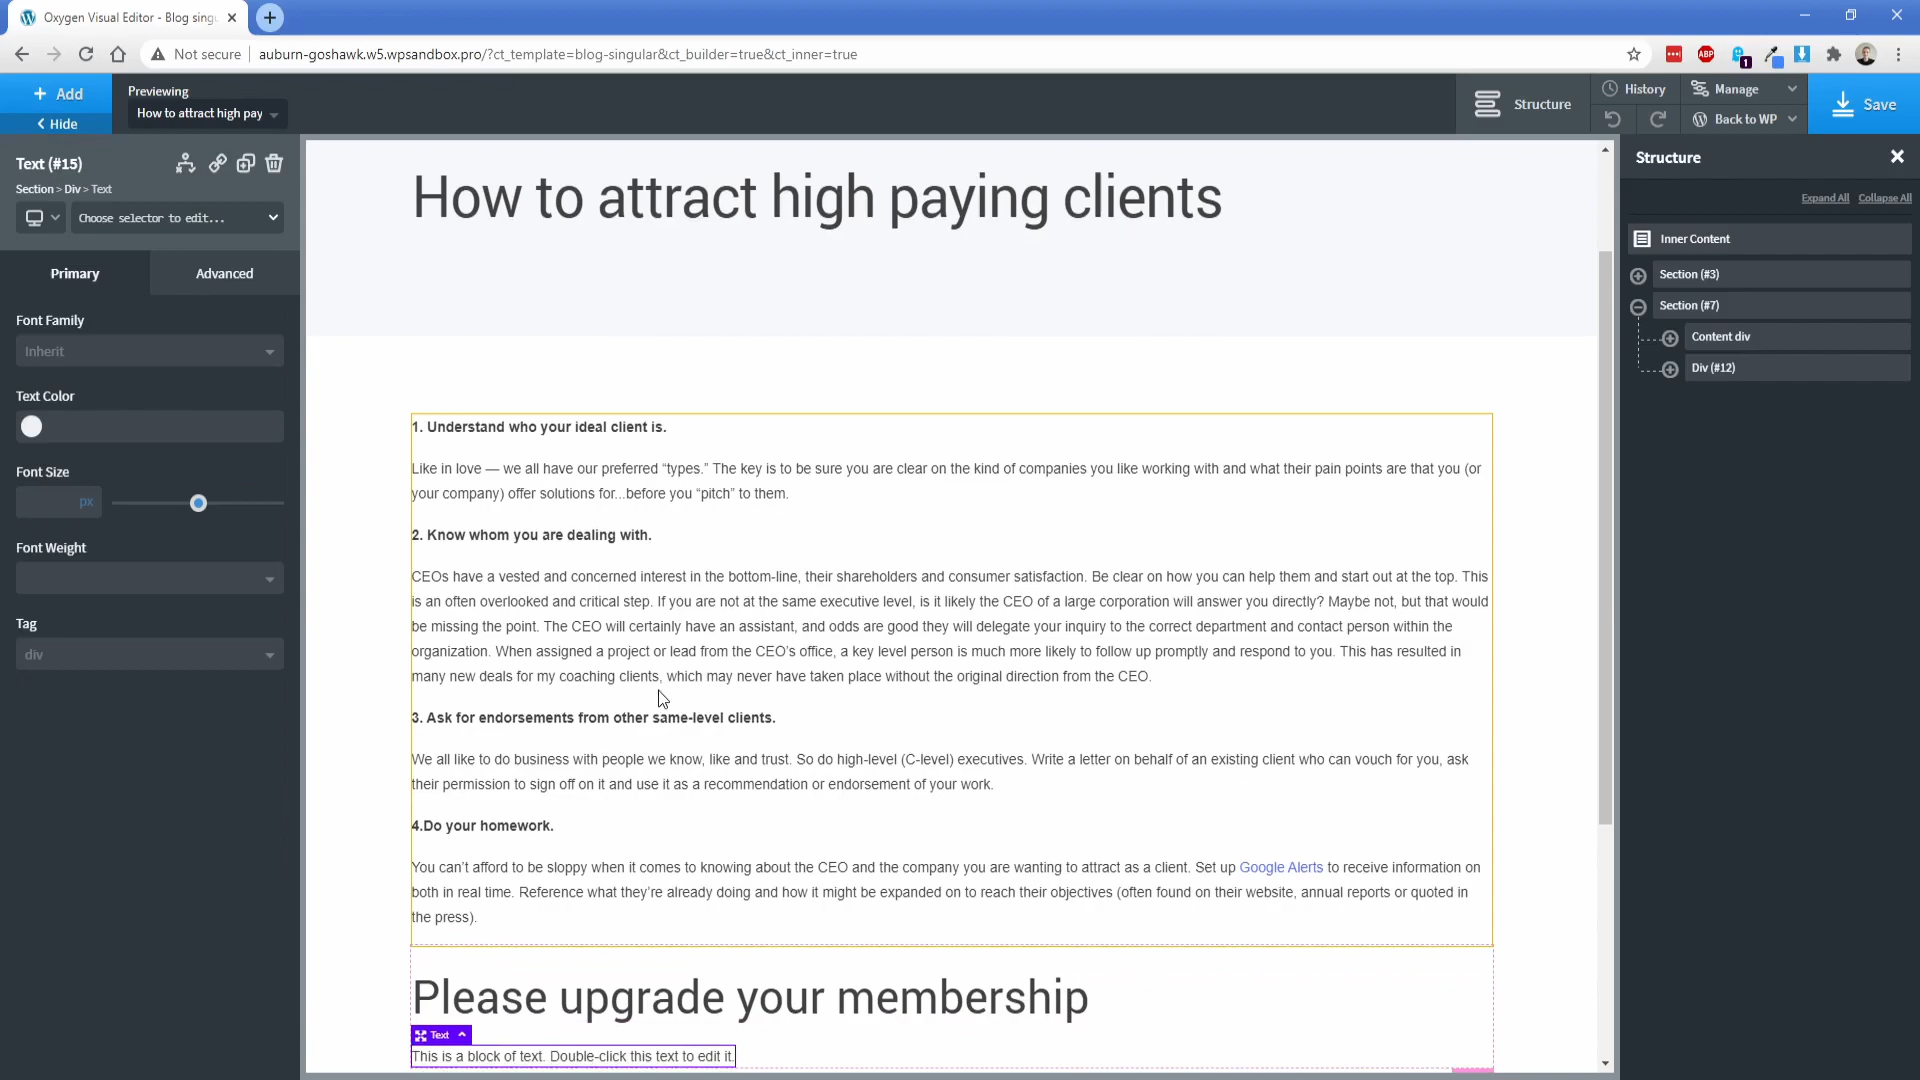 Oxygen Visual Editor - Blog sing
Not secure
auburn-goshawk.w5.wpsandbox.pro/?ct_template=blog-singular&ct_builder=true&ct_inner=true
ABP
1
+ Add
Hide
Previewing
How to attract high pay
Structure
History
Manage
Back to WP
Save
Text (#15)
Section > Div > Text
Choose selector to edit...
Primary
Advanced
Font Family
Inherit
Text Color
Font Size
px
Font Weight
Tag
div
How to attract high paying clients
1. Understand who your ideal client is.
Like in love — we all have our preferred “types.” The key is to be sure you are clear on the kind of companies you like working with and what their pain points are that you (or
your company) offer solutions for...before you “pitch” to them.
2. Know whom you are dealing with.
CEOs have a vested and concerned interest in the bottom-line, their shareholders and consumer satisfaction. Be clear on how you can help them and start out at the top. This
is an often overlooked and critical step. If you are not at the same executive level, is it likely the CEO of a large corporation will answer you directly? Maybe not, but that would
be missing the point. The CEO will certainly have an assistant, and odds are good they will delegate your inquiry to the correct department and contact person within the
organization. When assigned a project or lead from the CEO’s office, a key level person is much more likely to follow up promptly and respond to you. This has resulted in
many new deals for my coaching clients, which may never have taken place without the original direction from the CEO.
3. Ask for endorsements from other same-level clients.
We all like to do business with people we know, like and trust. So do high-level (C-level) executives. Write a letter on behalf of an existing client who can vouch for you, ask
their permission to sign off on it and use it as a recommendation or endorsement of your work.
4.Do your homework.
You can’t afford to be sloppy when it comes to knowing about the CEO and the company you are wanting to attract as a client. Set up Google Alerts to receive information on
both in real time. Reference what they’re already doing and how it might be expanded on to reach their objectives (often found on their website, annual reports or quoted in
the press).
Please upgrade your membership
Text
This is a block of text. Double-click this text to edit it.
Structure
Expand All
Collapse All
Inner Content
Section (#3)
Section (#7)
Content div
Div (#12)